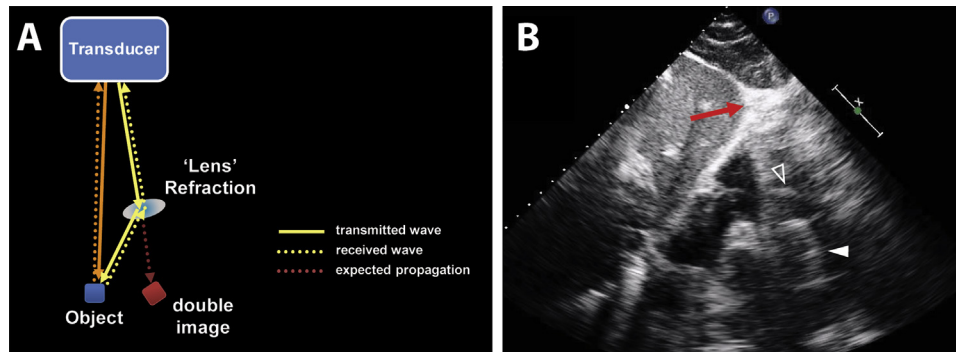 A
Transducer
'Lens'
Refraction
transmitted wave
received wave
expected propagation
Object
double
image
B
P
x